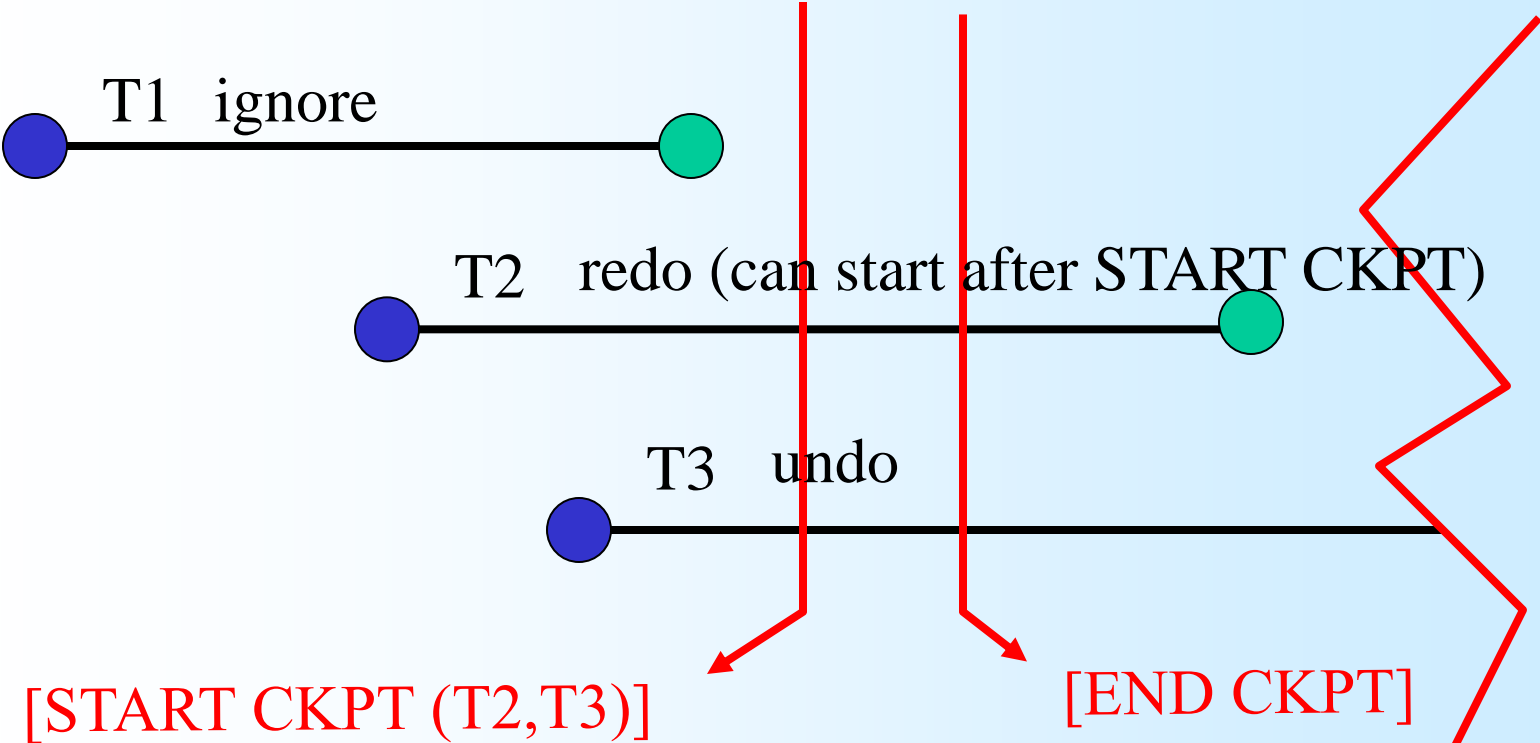 T1 ignore
T2 redo (can start after START CKPT)
T3 undo
[START CKPT (T2,T3)]
[END CKPT]